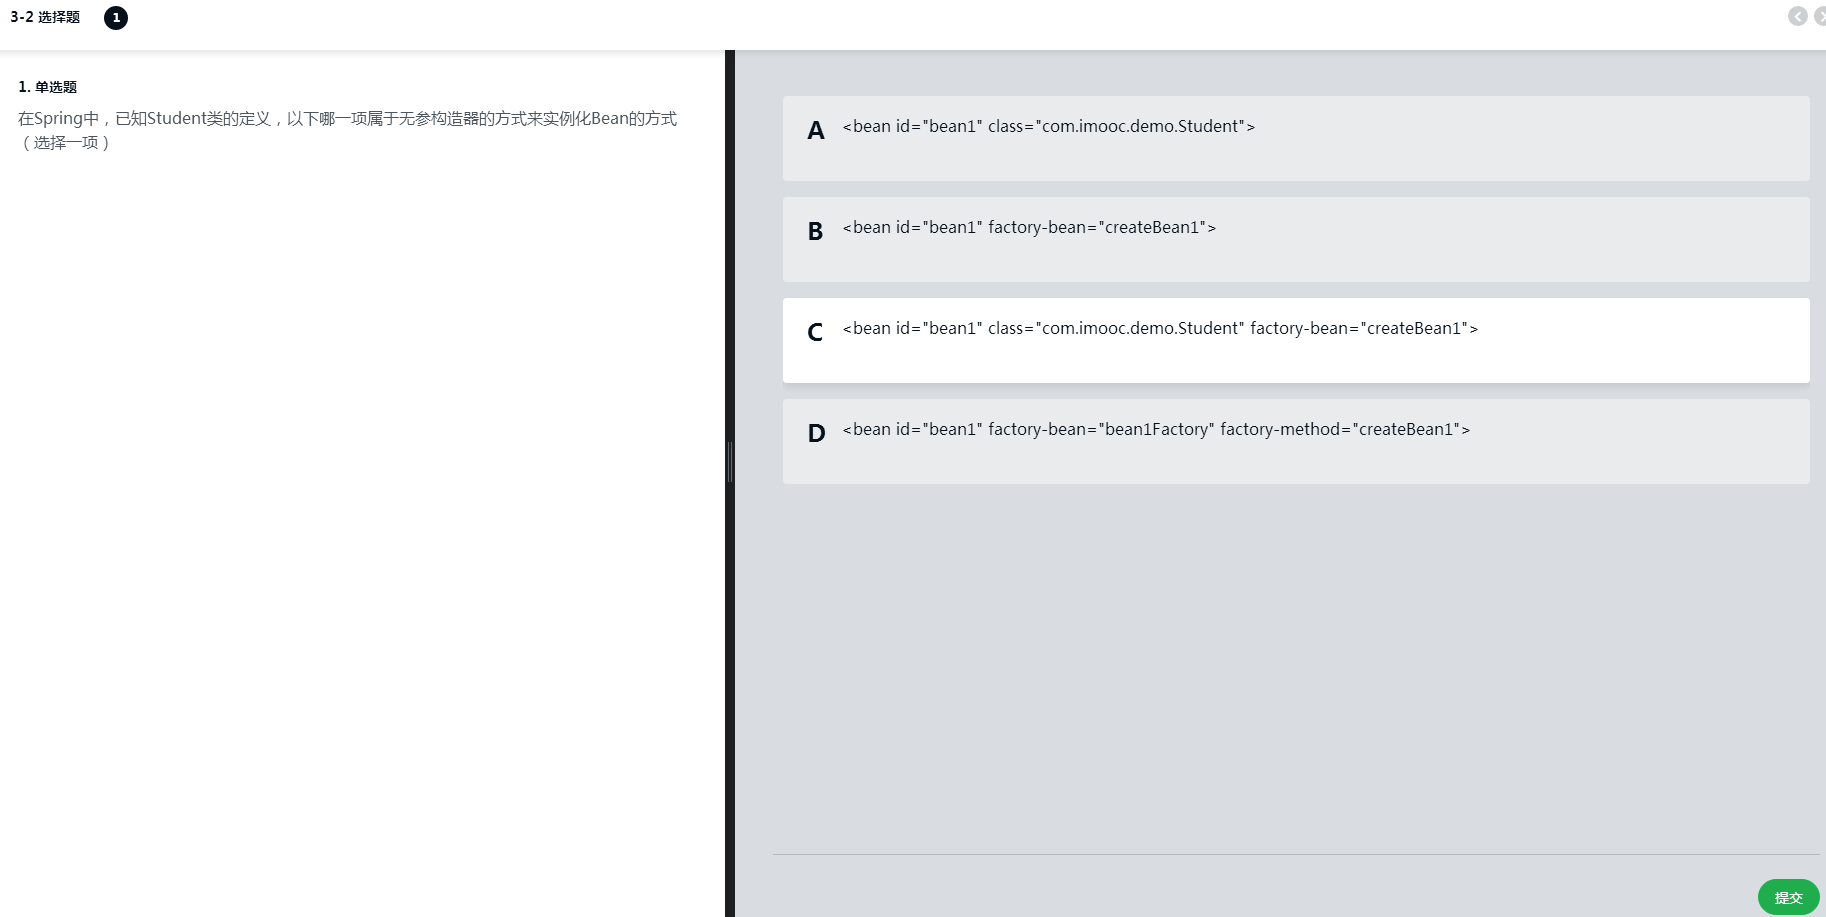 3-2 选择题 1
1. 单选题
在Spring中，已知Student类的定义，以下哪一项属于无参构造器的方式来实例化Bean的方式
（选择一项）
A <bean id="bean1" class="com.imooc.demo.Student">
B <bean id="bean1" factory-bean="createBean1">
C <bean id="bean1" class="com.imooc.demo.Student" factory-bean="createBean1">
D <bean id="bean1" factory-bean="bean1Factory" factory-method="createBean1">
提交